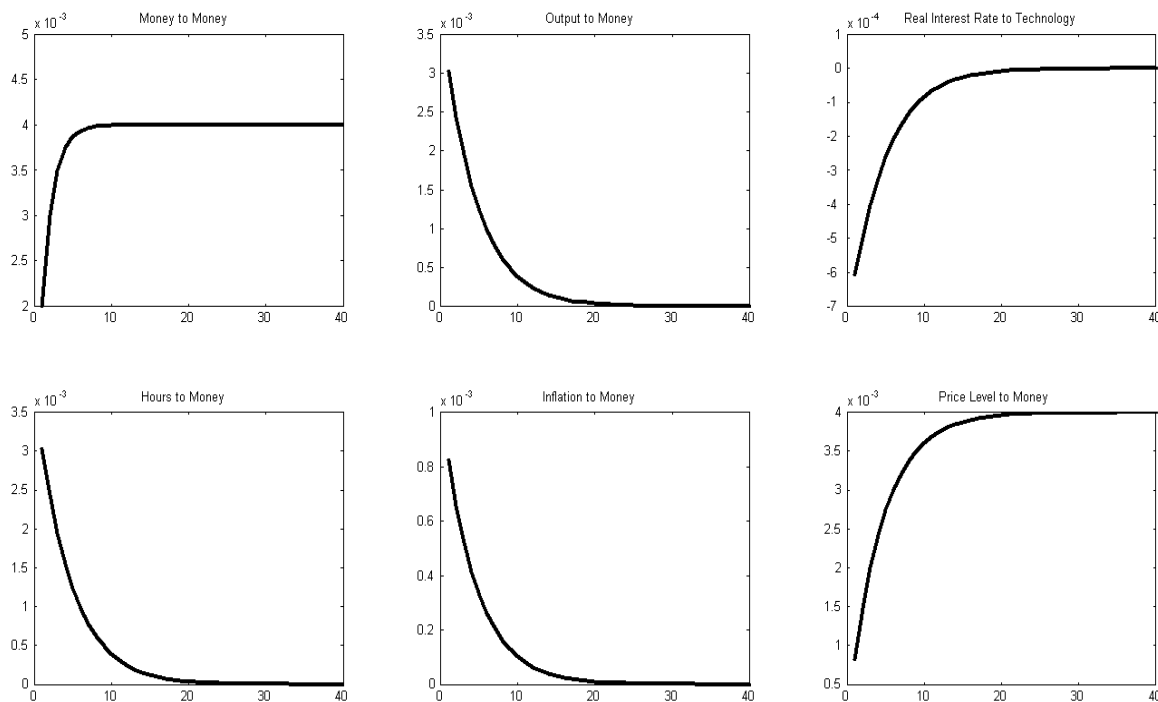 Money to Money
x 10⁻³
5
4.5
4
3.5
3
2.5
2
0 10 20 30 40
Output to Money
x 10⁻³
3.5
3
2.5
2
1.5
1
0.5
0
0 10 20 30 40
Real Interest Rate to Technology
x 10⁻⁴
1
0
-1
-2
-3
-4
-5
-6
-7
0 10 20 30 40
Hours to Money
x 10⁻³
3.5
3
2.5
2
1.5
1
0.5
0
0 10 20 30 40
Inflation to Money
x 10⁻³
1
0.8
0.6
0.4
0.2
0
0 10 20 30 40
Price Level to Money
x 10⁻³
4
3.5
3
2.5
2
1.5
1
0.5
0 10 20 30 40